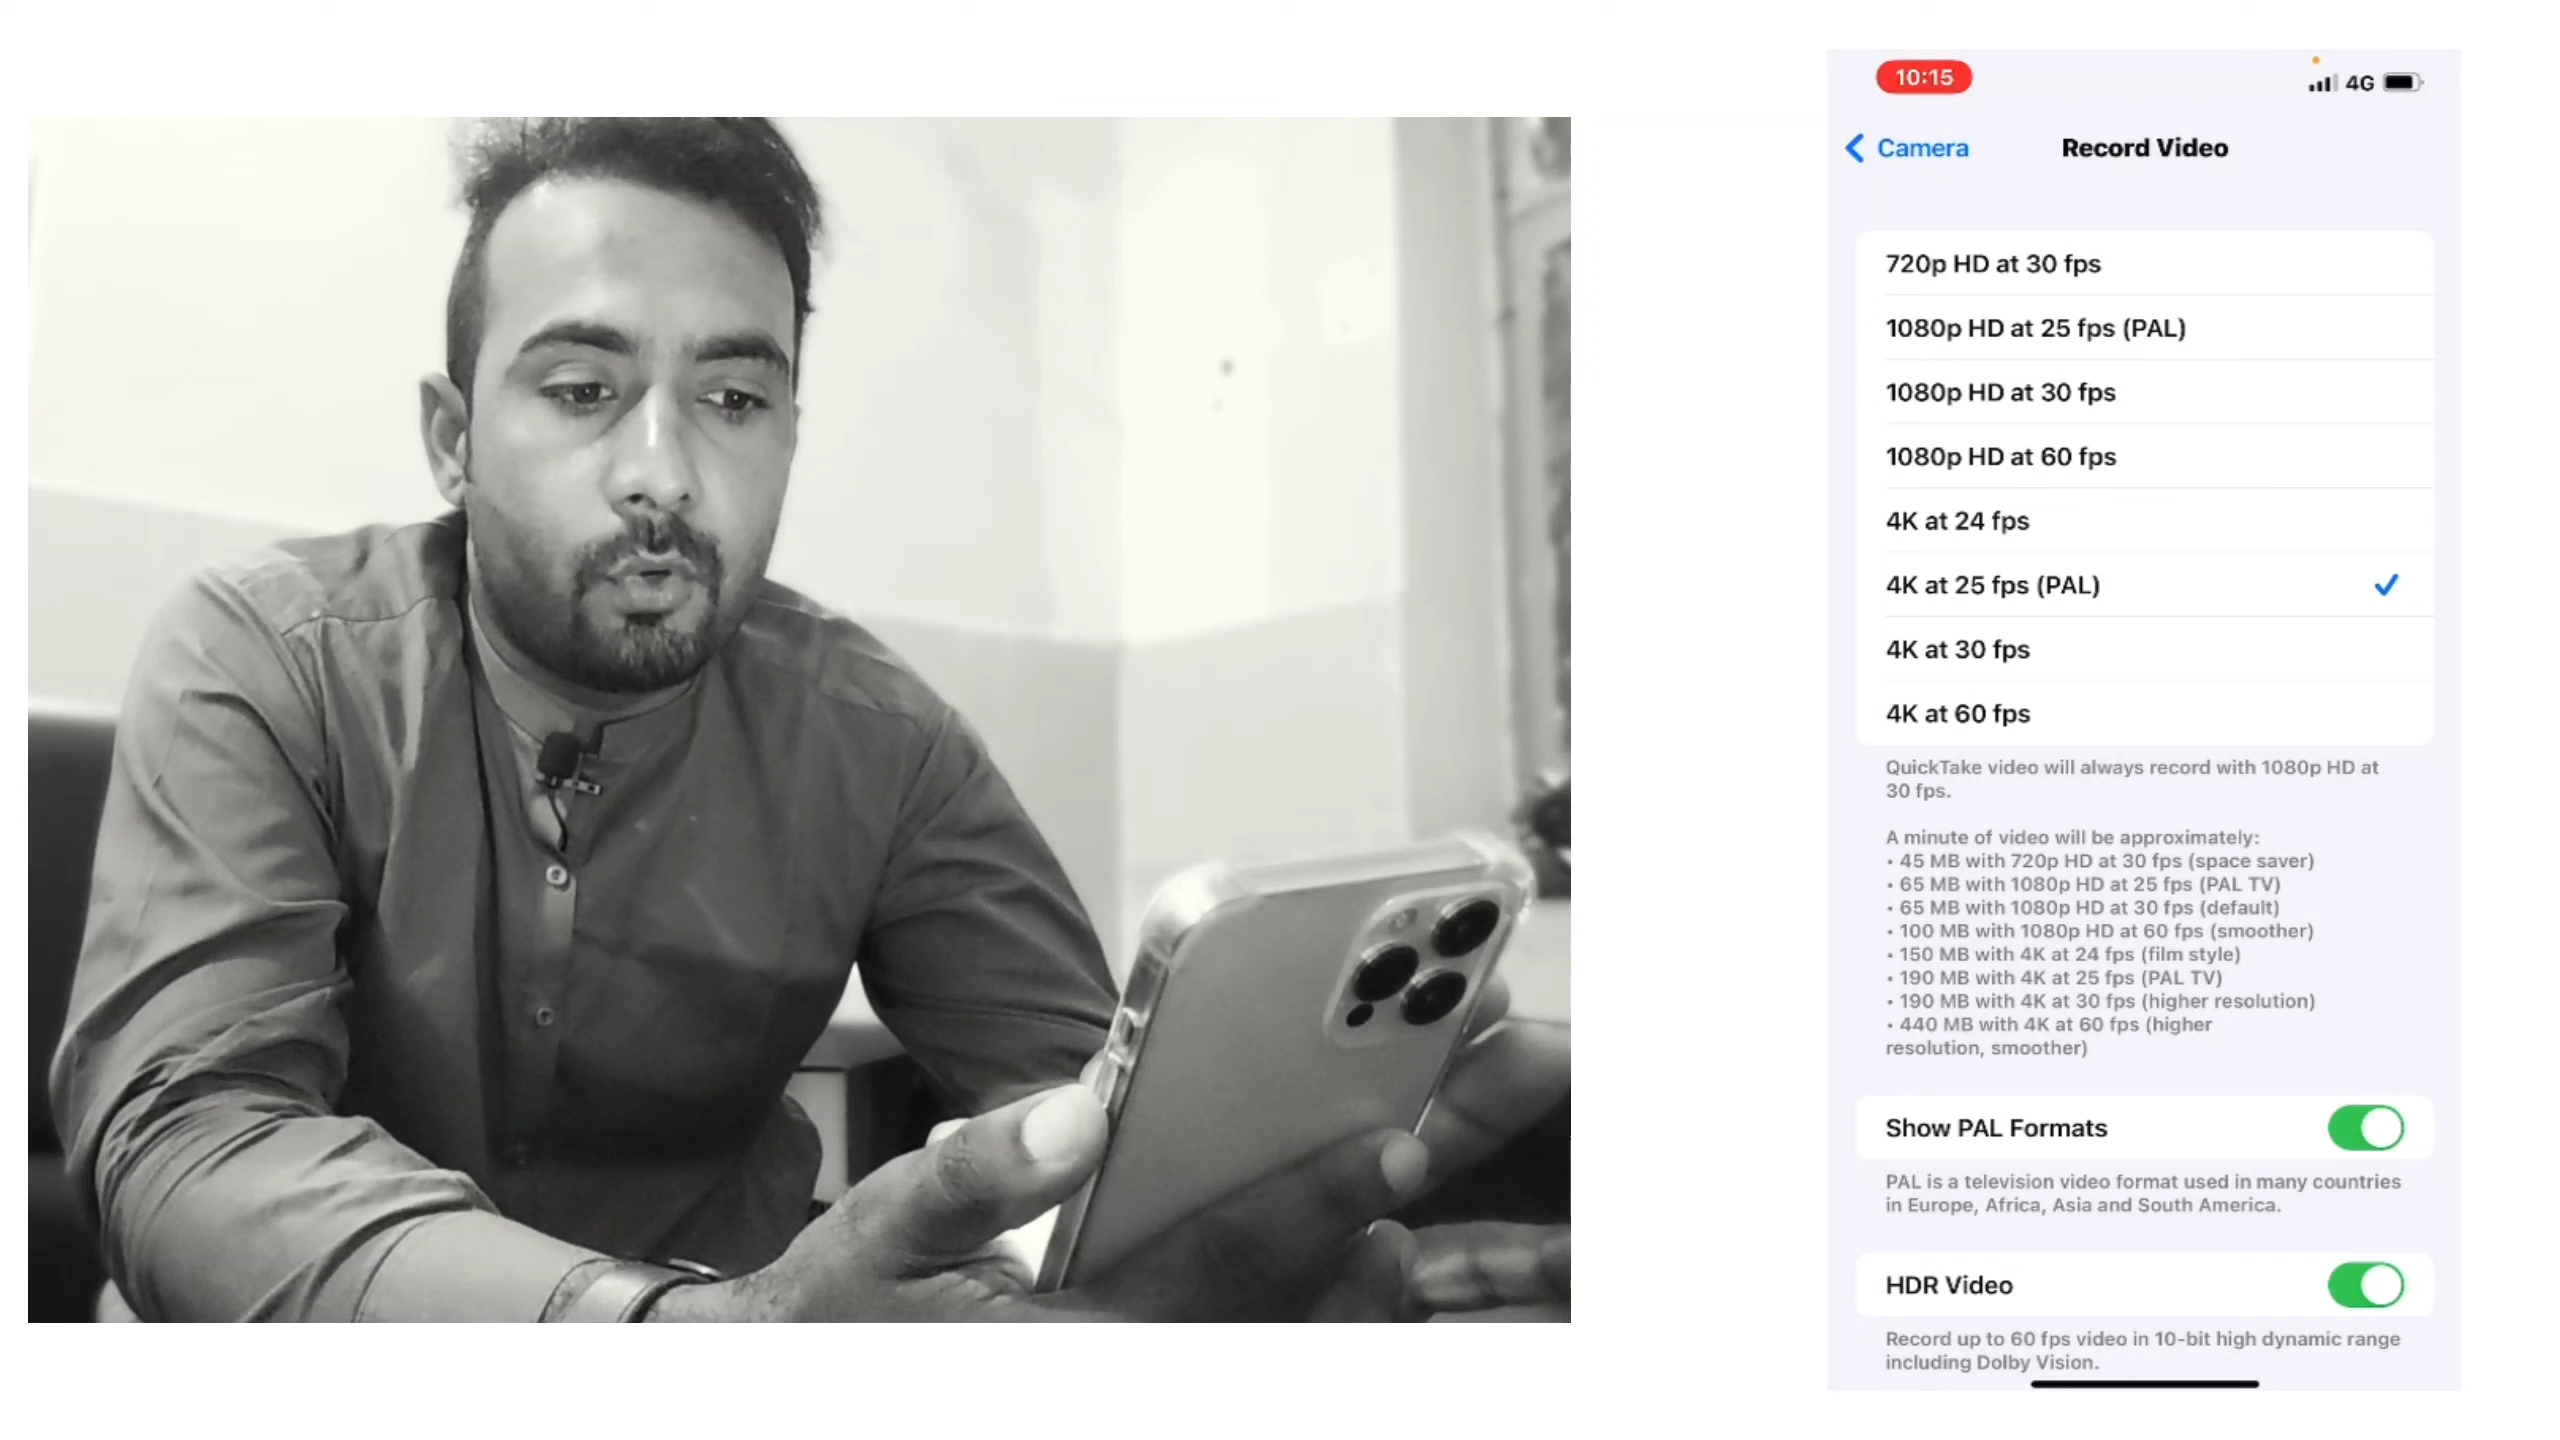 10:15
4G
Camera
Record Video
720p HD at 30 fps
1080p HD at 25 fps (PAL)
1080p HD at 30 fps
1080p HD at 60 fps
4K at 24 fps
4K at 25 fps (PAL)
4K at 30 fps
4K at 60 fps
QuickTake video will always record with 1080p HD at
30 fps.
A minute of video will be approximately:
• 45 MB with 720p HD at 30 fps (space saver)
• 65 MB with 1080p HD at 25 fps (PAL TV)
• 65 MB with 1080p HD at 30 fps (default)
• 100 MB with 1080p HD at 60 fps (smoother)
• 150 MB with 4K at 24 fps (film style)
• 190 MB with 4K at 25 fps (PAL TV)
• 190 MB with 4K at 30 fps (higher resolution)
• 440 MB with 4K at 60 fps (higher
resolution, smoother)
Show PAL Formats
PAL is a television video format used in many countries
in Europe, Africa, Asia and South America.
HDR Video
Record up to 60 fps video in 10-bit high dynamic range
including Dolby Vision.